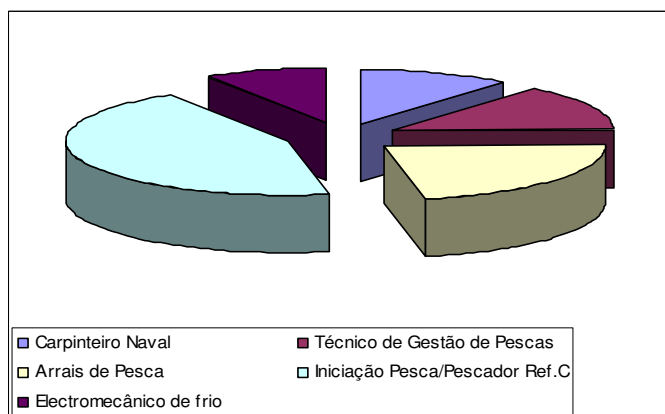 Carpinteiro Naval
Técnico de Gestão de Pescas
Arrais de Pesca
Iniciação Pesca/Pescador Ref.C
Electromecânico de frio